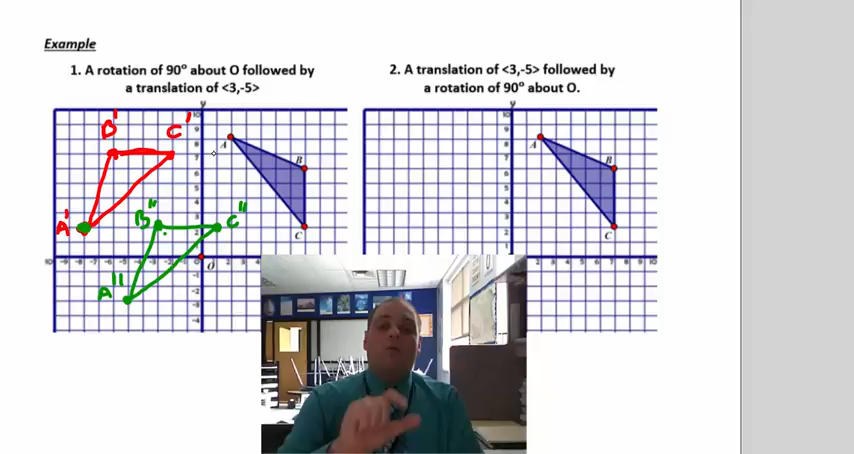 Example
1. A rotation of 90° about O followed by
a translation of <3,-5>
2. A translation of <3,-5> followed by
a rotation of 90° about O.
B'
C'
A'
B"
C"
A"
A
B
C
O
A
B
C